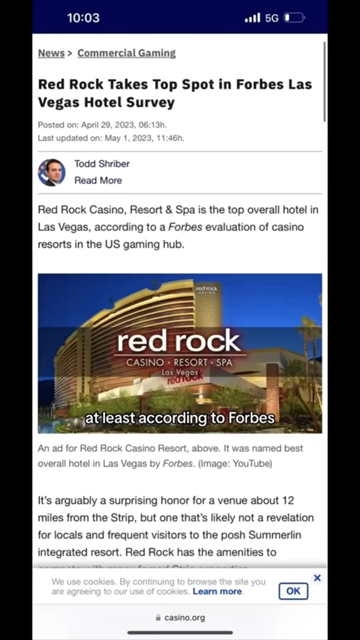 10:03
5G
News > Commercial Gaming
Red Rock Takes Top Spot in Forbes Las
Vegas Hotel Survey
Posted on: April 29, 2023, 06:13h.
Last updated on: May 1, 2023, 11:46h.
Todd Shriber
Read More
Red Rock Casino, Resort & Spa is the top overall hotel in
Las Vegas, according to a Forbes evaluation of casino
resorts in the US gaming hub.
redrock
red rock
CASINO • RESORT • SPA
Las Vegas
red rock
at least according to Forbes
An ad for Red Rock Casino Resort, above. It was named best
overall hotel in Las Vegas by Forbes. (Image: YouTube)
It's arguably a surprising honor for a venue about 12
miles from the Strip, but one that's likely not a revelation
for locals and frequent visitors to the posh Summerlin
integrated resort. Red Rock has the amenities to
We use cookies. By continuing to browse the site you
are agreeing to our use of cookies. Learn more.
OK
×
casino.org